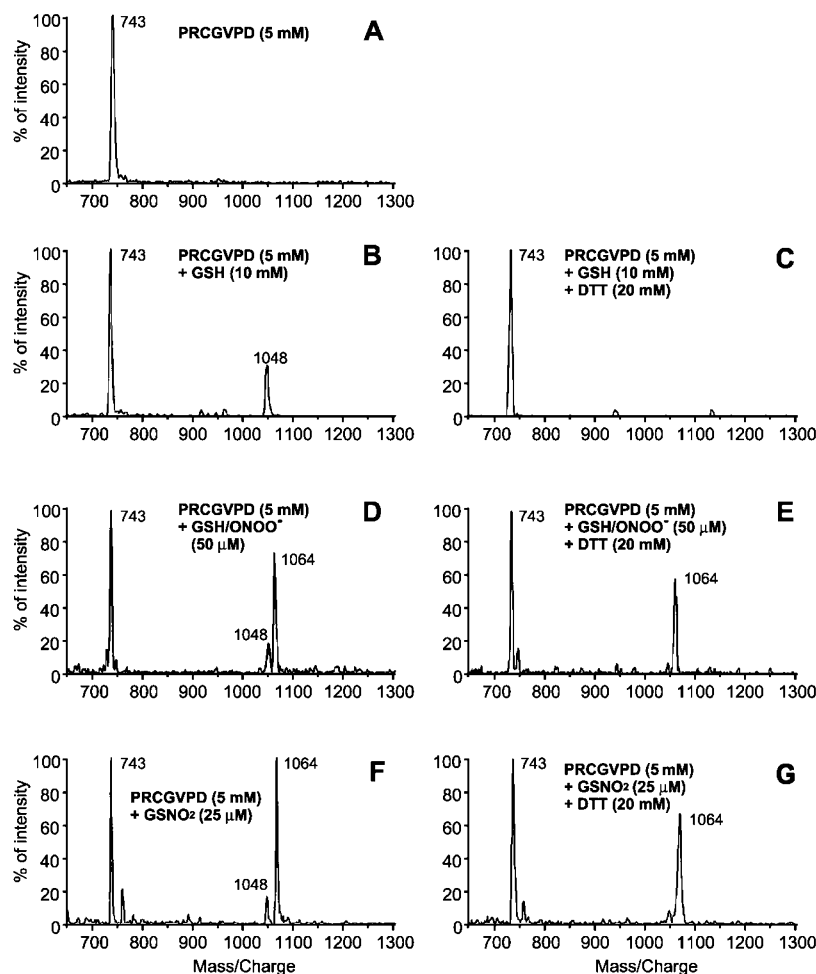 A
PRCGVPD (5 mM)
743
% of intensity
100
80
60
40
20
0
700 800 900 1000 1100 1200 1300
B
PRCGVPD (5 mM)
+ GSH (10 mM)
743
1048
% of intensity
100
80
60
40
20
0
700 800 900 1000 1100 1200 1300
C
PRCGVPD (5 mM)
+ GSH (10 mM)
+ DTT (20 mM)
743
100
80
60
40
20
0
700 800 900 1000 1100 1200 1300
D
PRCGVPD (5 mM)
+ GSH/ONOO⁻
(50 µM)
743
1064
1048
% of intensity
100
80
60
40
20
0
700 800 900 1000 1100 1200 1300
E
PRCGVPD (5 mM)
+ GSH/ONOO⁻ (50 µM)
+ DTT (20 mM)
743
1064
100
80
60
40
20
0
700 800 900 1000 1100 1200 1300
F
743
1064
PRCGVPD (5 mM)
+ GSNO₂ (25 µM)
1048
% of intensity
100
80
60
40
20
0
700 800 900 1000 1100 1200 1300
Mass/Charge
G
PRCGVPD (5 mM)
+ GSNO₂ (25 µM)
+ DTT (20 mM)
743
1064
100
80
60
40
20
0
700 800 900 1000 1100 1200 1300
Mass/Charge